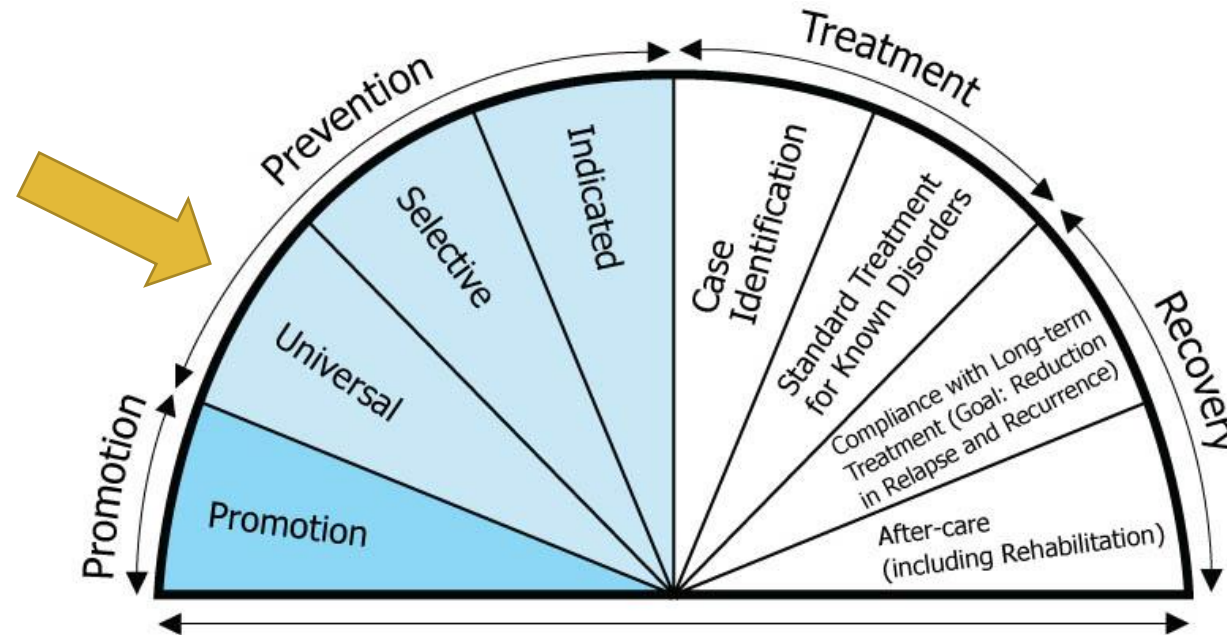 Promotion
Prevention
Treatment
Recovery
Promotion
Universal
Selective
Indicated
Case
Identification
Standard Treatment
for Known Disorders
Compliance with Long-term
Treatment (Goal: Reduction
in Relapse and Recurrence)
After-care
(including Rehabilitation)